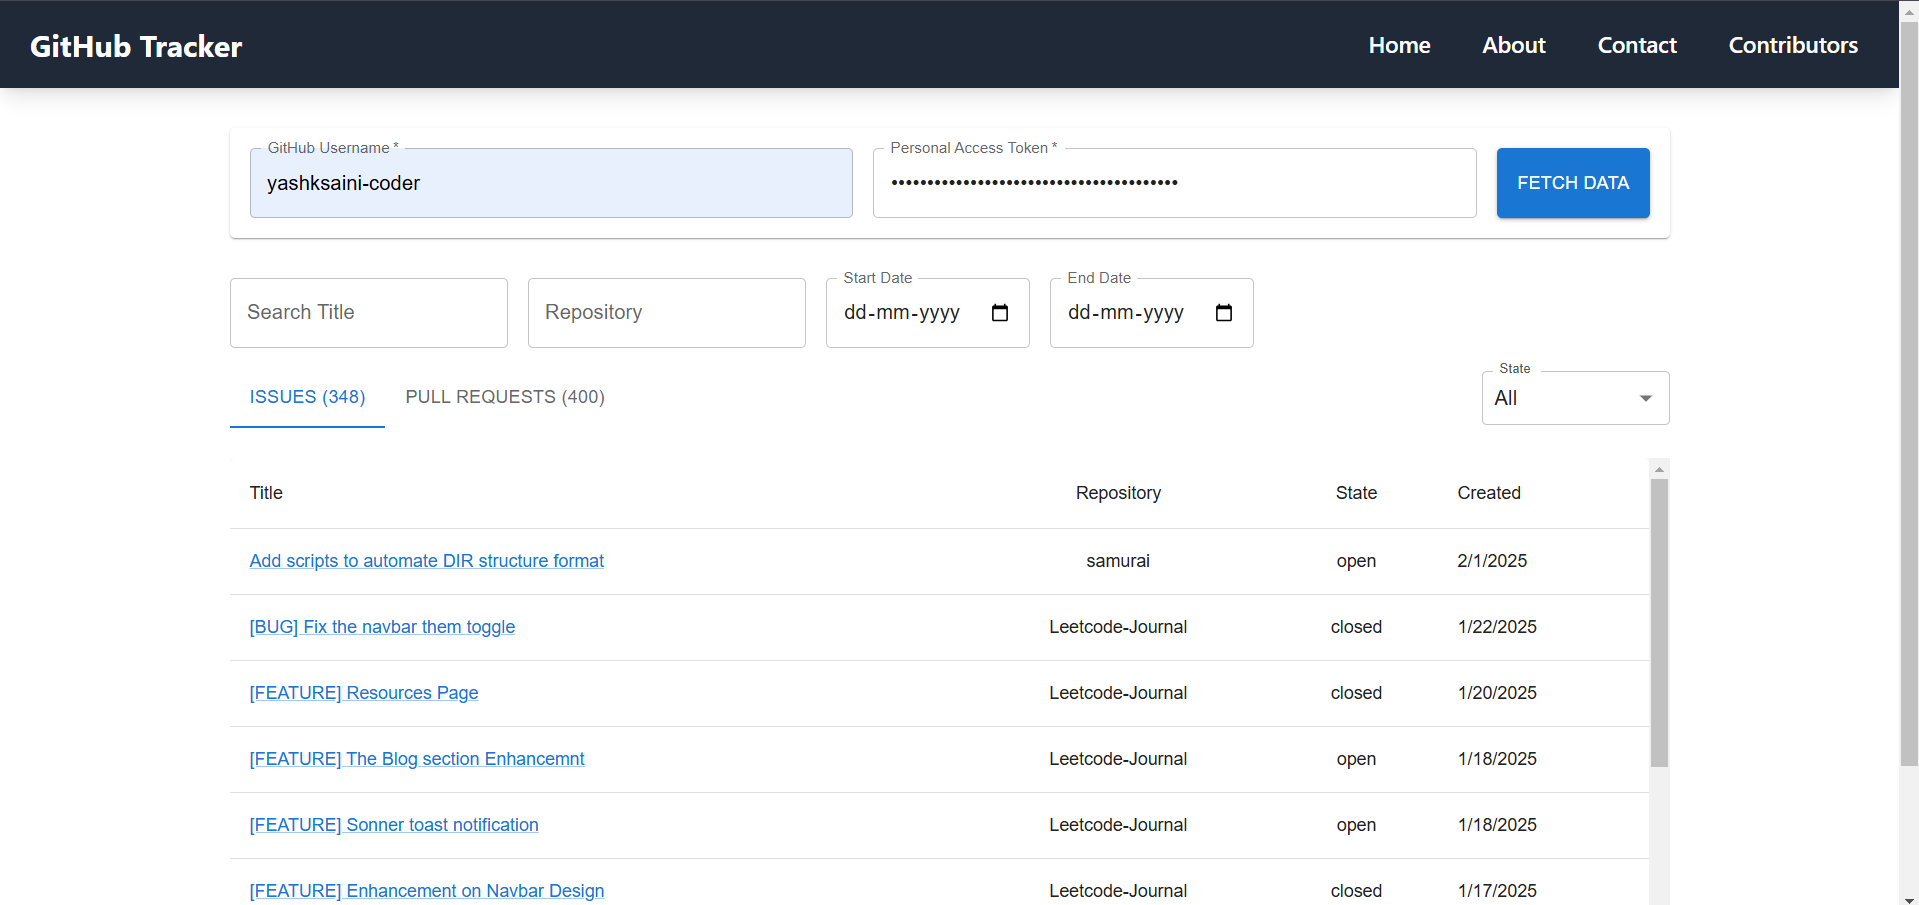 GitHub Tracker Home About Contact Contributors
GitHub Username * Personal Access Token *
yashksaini-coder •••••••••••••••••••••••••••••••••••••••• FETCH DATA
Start Date End Date
Search Title Repository dd-mm-yyyy dd-mm-yyyy
State
ISSUES (348) PULL REQUESTS (400) All
Title Repository State Created
Add scripts to automate DIR structure format samurai open 2/1/2025
[BUG] Fix the navbar them toggle Leetcode-Journal closed 1/22/2025
[FEATURE] Resources Page Leetcode-Journal closed 1/20/2025
[FEATURE] The Blog section Enhancemnt Leetcode-Journal open 1/18/2025
[FEATURE] Sonner toast notification Leetcode-Journal open 1/18/2025
[FEATURE] Enhancement on Navbar Design Leetcode-Journal closed 1/17/2025